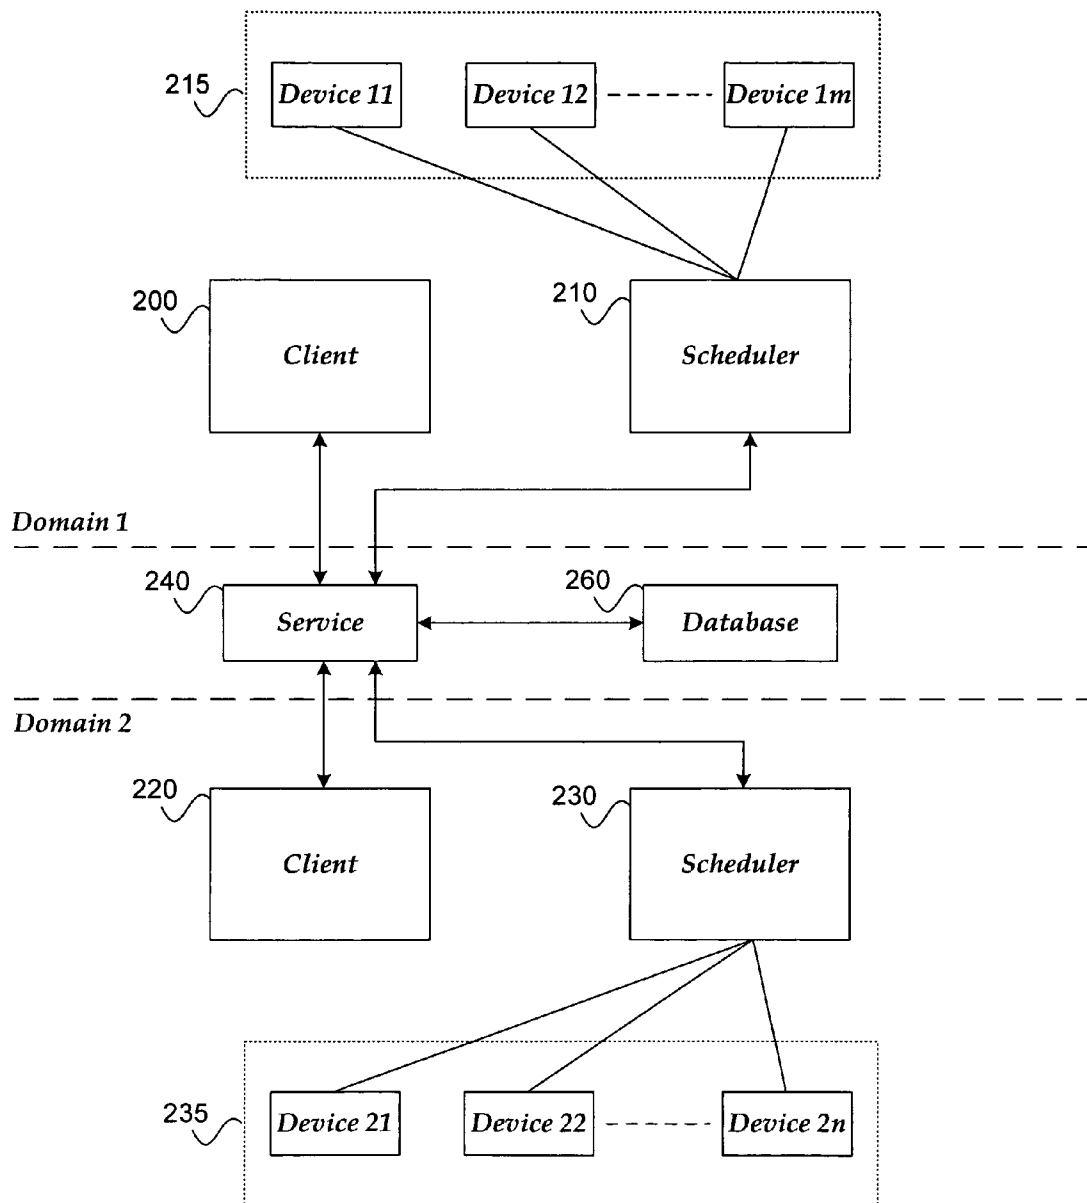 215
Device 11
Device 12
Device 1m
200
210
Client
Scheduler
Domain 1
240
260
Service
Database
Domain 2
220
230
Client
Scheduler
235
Device 21
Device 22
Device 2n